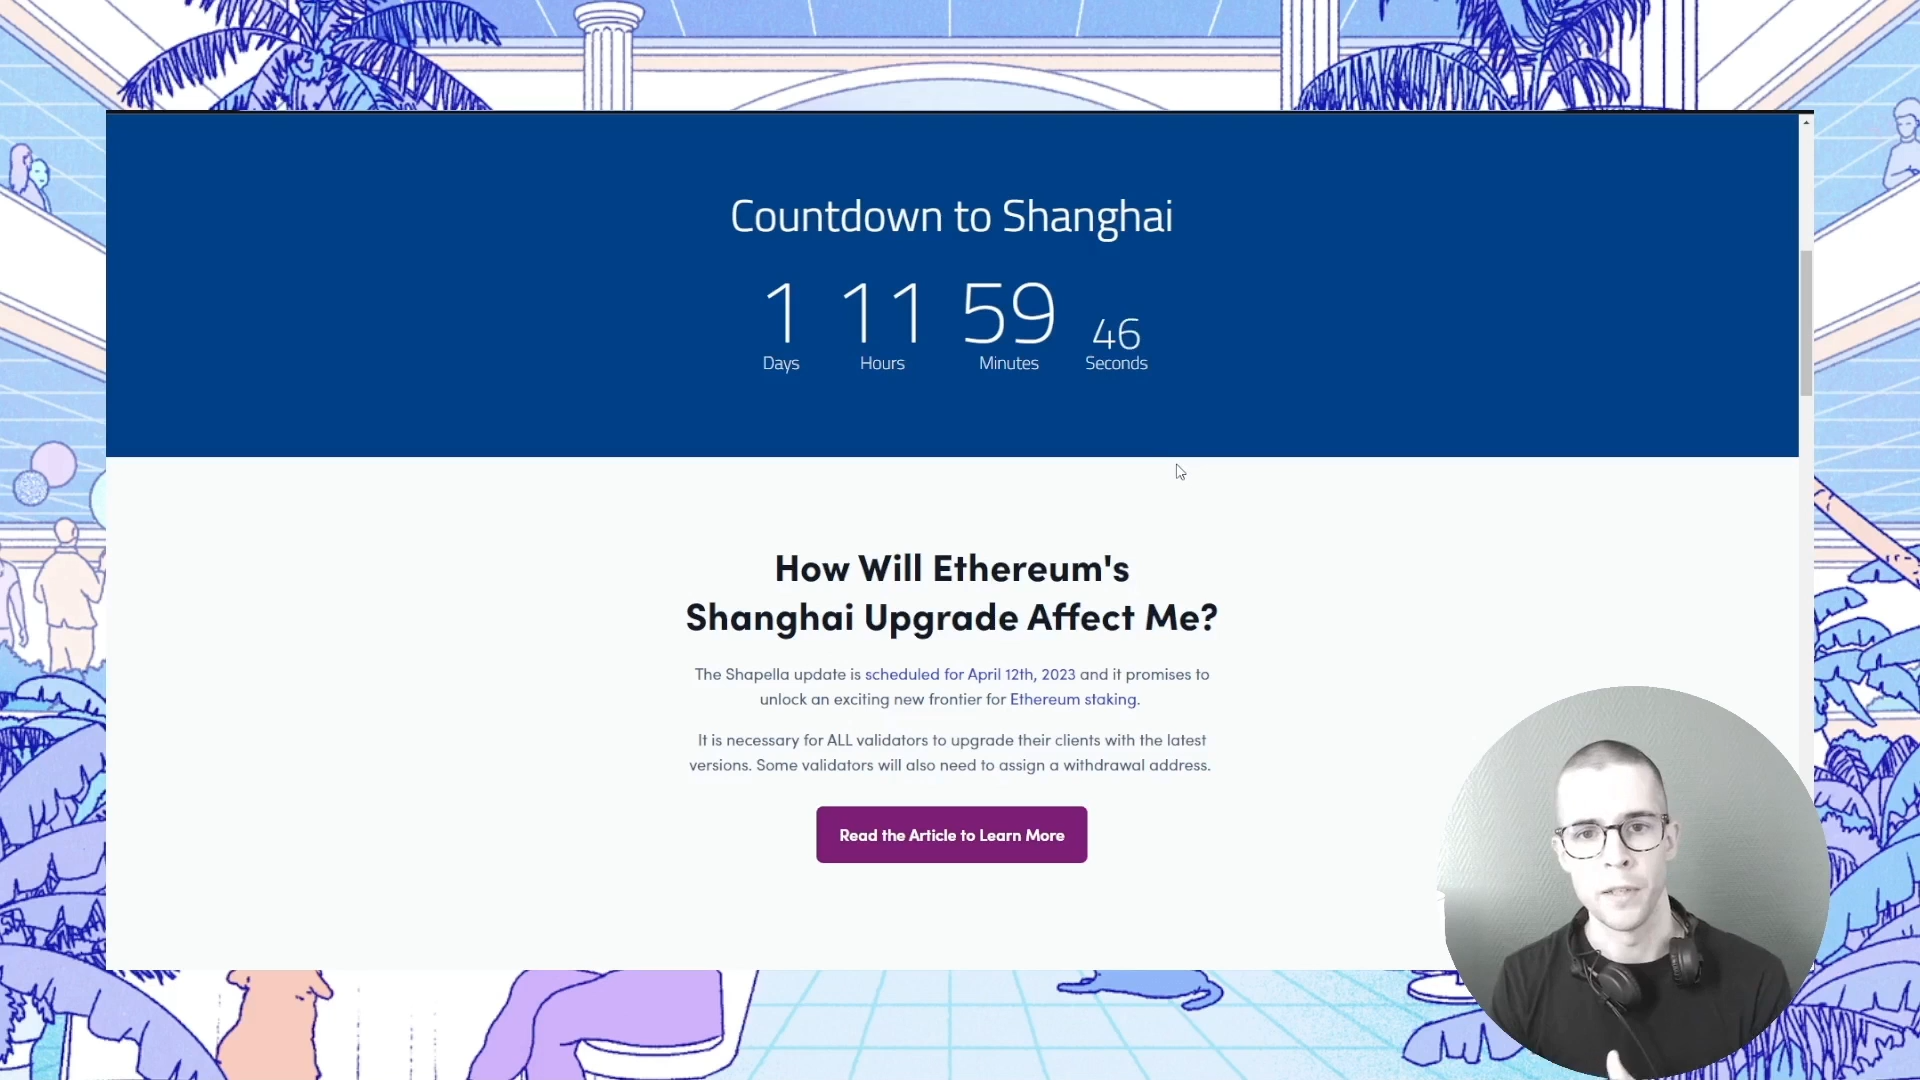 Countdown to Shanghai
1 11 59 46
Days Hours Minutes Seconds
How Will Ethereum's
Shanghai Upgrade Affect Me?
The Shapella update is scheduled for April 12th, 2023 and it promises to
unlock an exciting new frontier for Ethereum staking.
It is necessary for ALL validators to upgrade their clients with the latest
versions. Some validators will also need to assign a withdrawal address.
Read the Article to Learn More